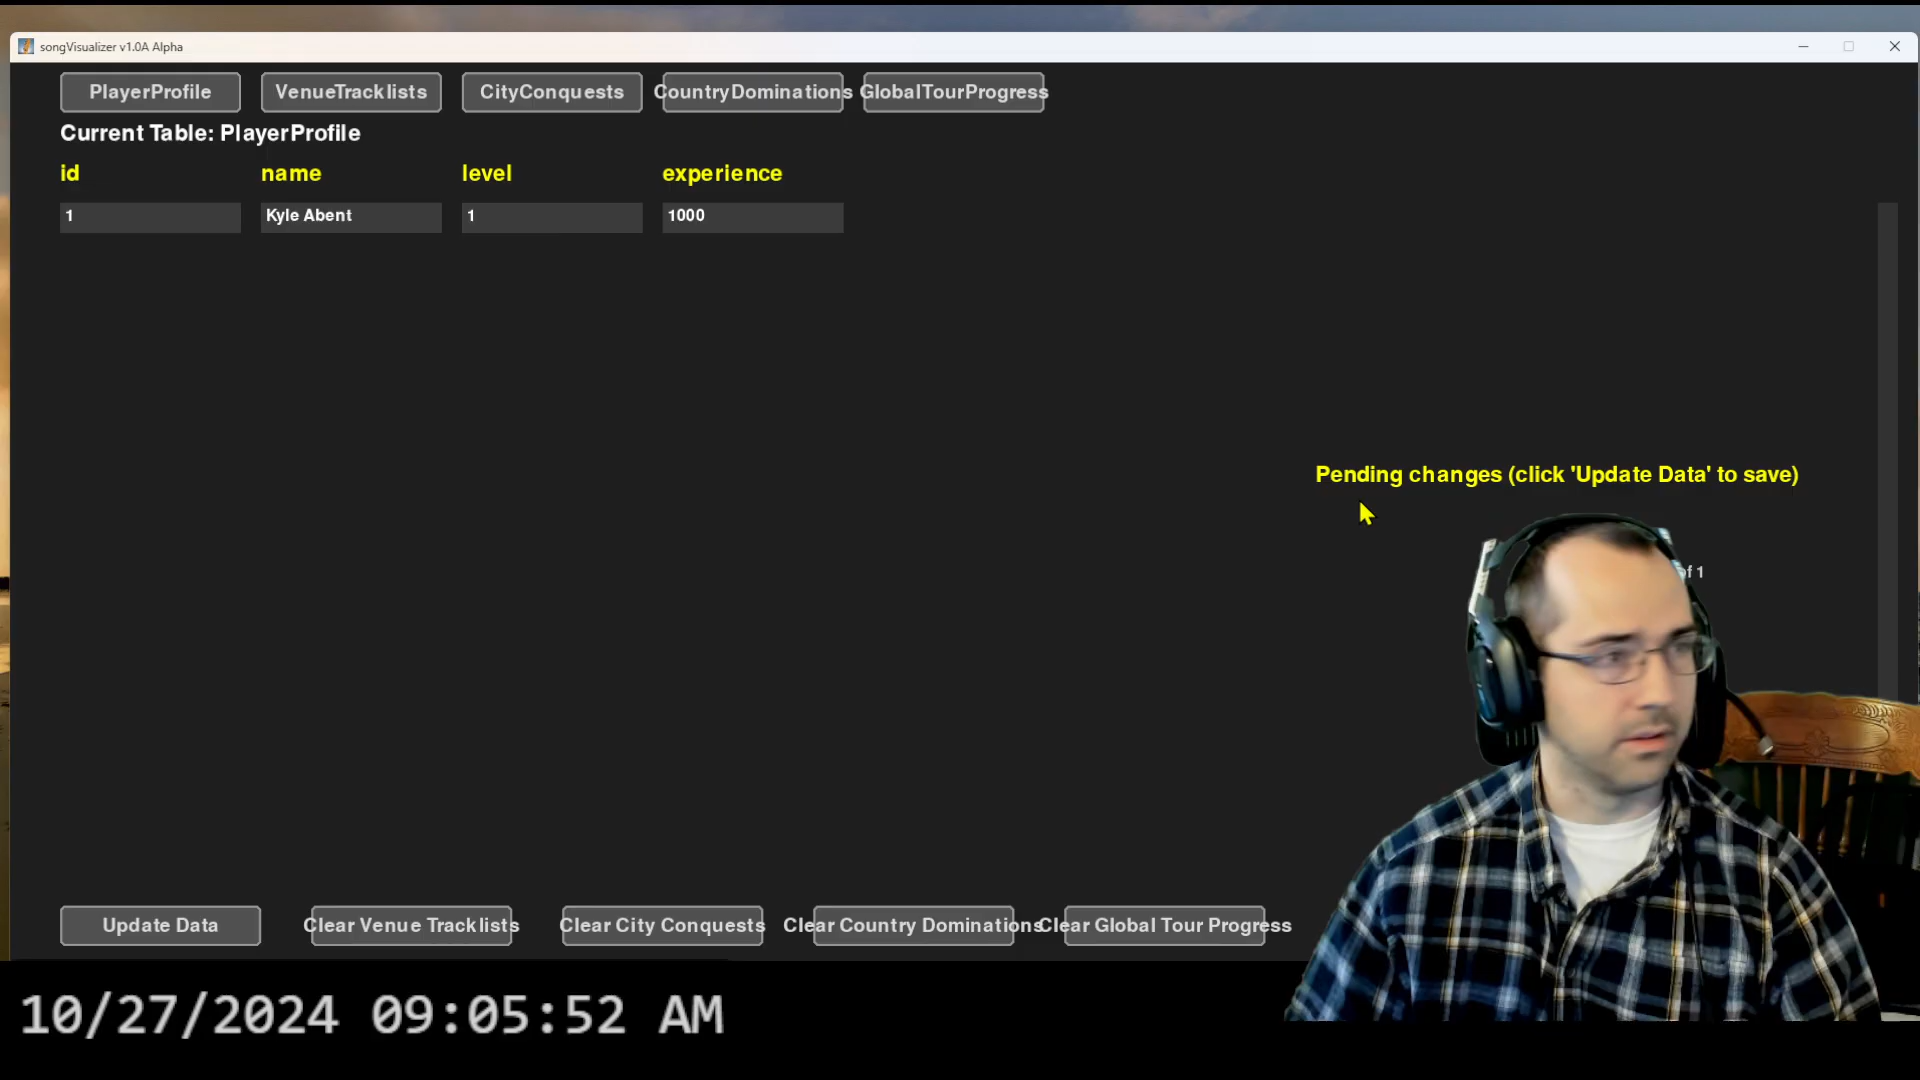 songVisualizer v1.0A Alpha
PlayerProfile VenueTracklists CityConquests CountryDominations GlobalTourProgress
Current Table: PlayerProfile
id name level experience
1 Kyle Abent 1 1000
Pending changes (click 'Update Data' to save)
of 1
Update Data Clear Venue Tracklists Clear City Conquests Clear Country Dominations Clear Global Tour Progress
10/27/2024 09:05:52 AM